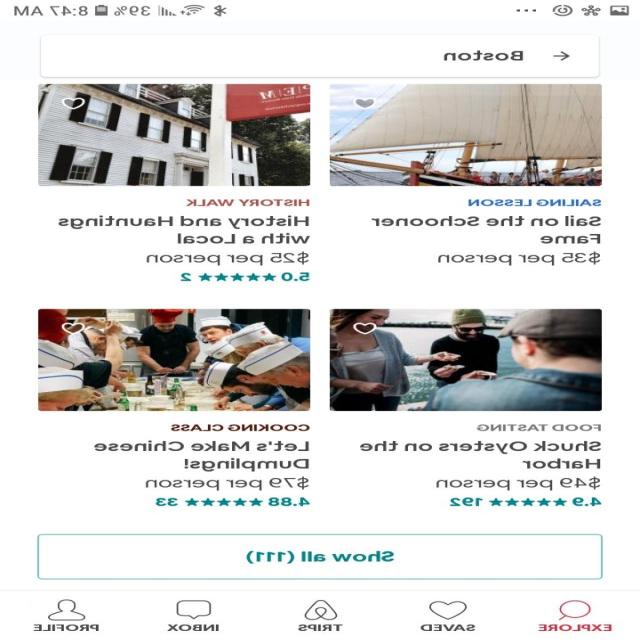 8:47 AM 39%
← Boston
SAILING LESSON
Sail on the Schooner
Fame
$35 per person
HISTORY WALK
History and Hauntings
with a Local
$25 per person
5.0 ★★★★★ 2
FOOD TASTING
Shuck Oysters on the
Harbor
$49 per person
4.9 ★★★★★ 192
COOKING CLASS
Let's Make Chinese
Dumplings!
$79 per person
4.88 ★★★★★ 33
Show all (111)
EXPLORE
SAVED
TRIPS
INBOX
PROFILE